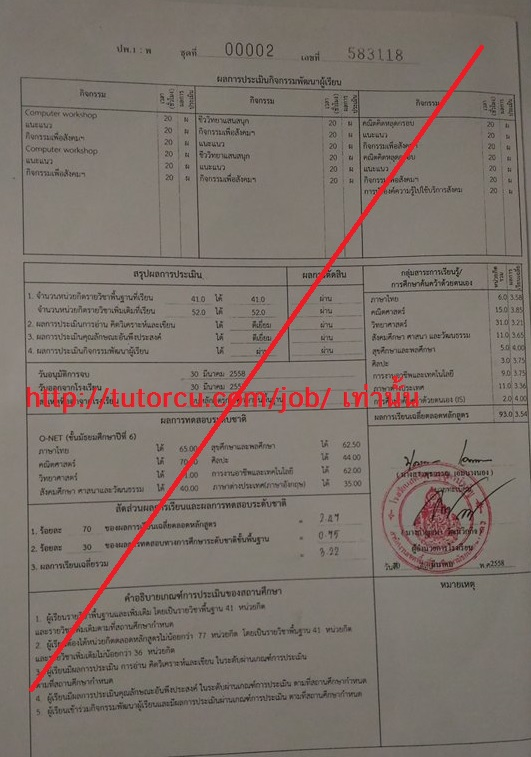 ปพ.1 : พ ชุดที่ 00002 เลขที่ 583118
ผลการประเมินกิจกรรมพัฒนาผู้เรียน
กิจกรรม เวลา (ชั่วโมง) ผลการประเมิน กิจกรรม เวลา (ชั่วโมง) ผลการประเมิน กิจกรรม เวลา (ชั่วโมง) ผลการประเมิน
Computer workshop 20 ผ ชีววิทยาแสนสนุก 20 ผ คณิตคิดหลุดกรอบ 20 ผ
แนะแนว 20 ผ กิจกรรมเพื่อสังคมฯ 20 ผ แนะแนว 20 ผ
กิจกรรมเพื่อสังคมฯ 20 ผ แนะแนว 20 ผ กิจกรรมเพื่อสังคมฯ 20 ผ
Computer workshop 20 ผ ชีววิทยาแสนสนุก 20 ผ คณิตคิดหลุดกรอบ 20 ผ
แนะแนว 20 ผ แนะแนว 20 ผ แนะแนว 20 ผ
กิจกรรมเพื่อสังคมฯ 20 ผ กิจกรรมเพื่อสังคมฯ 20 ผ กิจกรรมเพื่อสังคมฯ 20 ผ
การนำองค์ความรู้ไปใช้บริการสังคม 20 ผ
สรุปผลการประเมิน ผลการตัดสิน
1. จำนวนหน่วยกิตรายวิชาพื้นฐานที่เรียน 41.0 ได้ 41.0 ผ่าน
จำนวนหน่วยกิตรายวิชาเพิ่มเติมที่เรียน 52.0 ได้ 52.0 ผ่าน
2. ผลการประเมินการอ่าน คิดวิเคราะห์และเขียน ได้ ดีเยี่ยม ผ่าน
3. ผลการประเมินคุณลักษณะอันพึงประสงค์ ได้ ดีเยี่ยม ผ่าน
4. ผลการประเมินกิจกรรมพัฒนาผู้เรียน ได้ ผ่าน ผ่าน
วันอนุมัติการจบ 30 มีนาคม 2558
วันออกจากโรงเรียน 30 มีนาคม 2558
กลุ่มสาระการเรียนรู้/
การศึกษาค้นคว้าด้วยตนเอง หน่วยกิตรวม ผลการเรียนเฉลี่ย
ภาษาไทย 6.0 3.58
คณิตศาสตร์ 15.0 3.85
วิทยาศาสตร์ 31.0 3.21
สังคมศึกษา ศาสนา และวัฒนธรรม 11.0 3.65
สุขศึกษาและพลศึกษา 5.0 4.00
ศิลปะ 3.0 3.75
การงานอาชีพและเทคโนโลยี 9.0 3.75
ภาษาต่างประเทศ 11.0 3.36
การศึกษาค้นคว้าด้วยตนเอง (IS) 2.0 4.00
ผลการเรียนเฉลี่ยตลอดหลักสูตร 93.0 3.54
http://tutorcu.com/job/ เท่านั้น
ผลการทดสอบระดับชาติ
O-NET (ชั้นมัธยมศึกษาปีที่ 6)
ภาษาไทย ได้ 65.00 สุขศึกษาและพลศึกษา ได้ 62.50
คณิตศาสตร์ ได้ ศิลปะ ได้ 44.00
วิทยาศาสตร์ ได้ การงานอาชีพและเทคโนโลยี ได้ 62.00
สังคมศึกษา ศาสนาและวัฒนธรรม ได้ 40.00 ภาษาต่างประเทศ(ภาษาอังกฤษ) ได้ 35.00
สัดส่วนผลการเรียนและผลการทดสอบระดับชาติ
1. ร้อยละ 70 ของผลการเรียนเฉลี่ยตลอดหลักสูตร =
2. ร้อยละ 30 ของผลการทดสอบทางการศึกษาระดับชาติขั้นพื้นฐาน =
3. ผลการเรียนเฉลี่ยรวม =
ผู้อำนวยการโรงเรียน
วันที่ พ.ศ.2558
คำอธิบายเกณฑ์การประเมินของสถานศึกษา
1. ผู้เรียนรายวิชาพื้นฐานและเพิ่มเติม โดยเป็นรายวิชาพื้นฐาน 41 หน่วยกิต
และรายวิชาเพิ่มเติมตามที่สถานศึกษากำหนด
2. ผู้เรียนต้องได้หน่วยกิตตลอดหลักสูตรไม่น้อยกว่า 77 หน่วยกิต โดยเป็นรายวิชาพื้นฐาน 41 หน่วยกิต
และรายวิชาเพิ่มเติมไม่น้อยกว่า 36 หน่วยกิต
3. ผู้เรียนมีผลการประเมิน การอ่าน คิดวิเคราะห์และเขียน ในระดับผ่านเกณฑ์การประเมิน
ตามที่สถานศึกษากำหนด
4. ผู้เรียนมีผลการประเมินคุณลักษณะอันพึงประสงค์ ในระดับผ่านเกณฑ์การประเมิน ตามที่สถานศึกษากำหนด
5. ผู้เรียนเข้าร่วมกิจกรรมพัฒนาผู้เรียนและมีผลการประเมินผ่านเกณฑ์การประเมิน ตามที่สถานศึกษากำหนด
หมายเหตุ